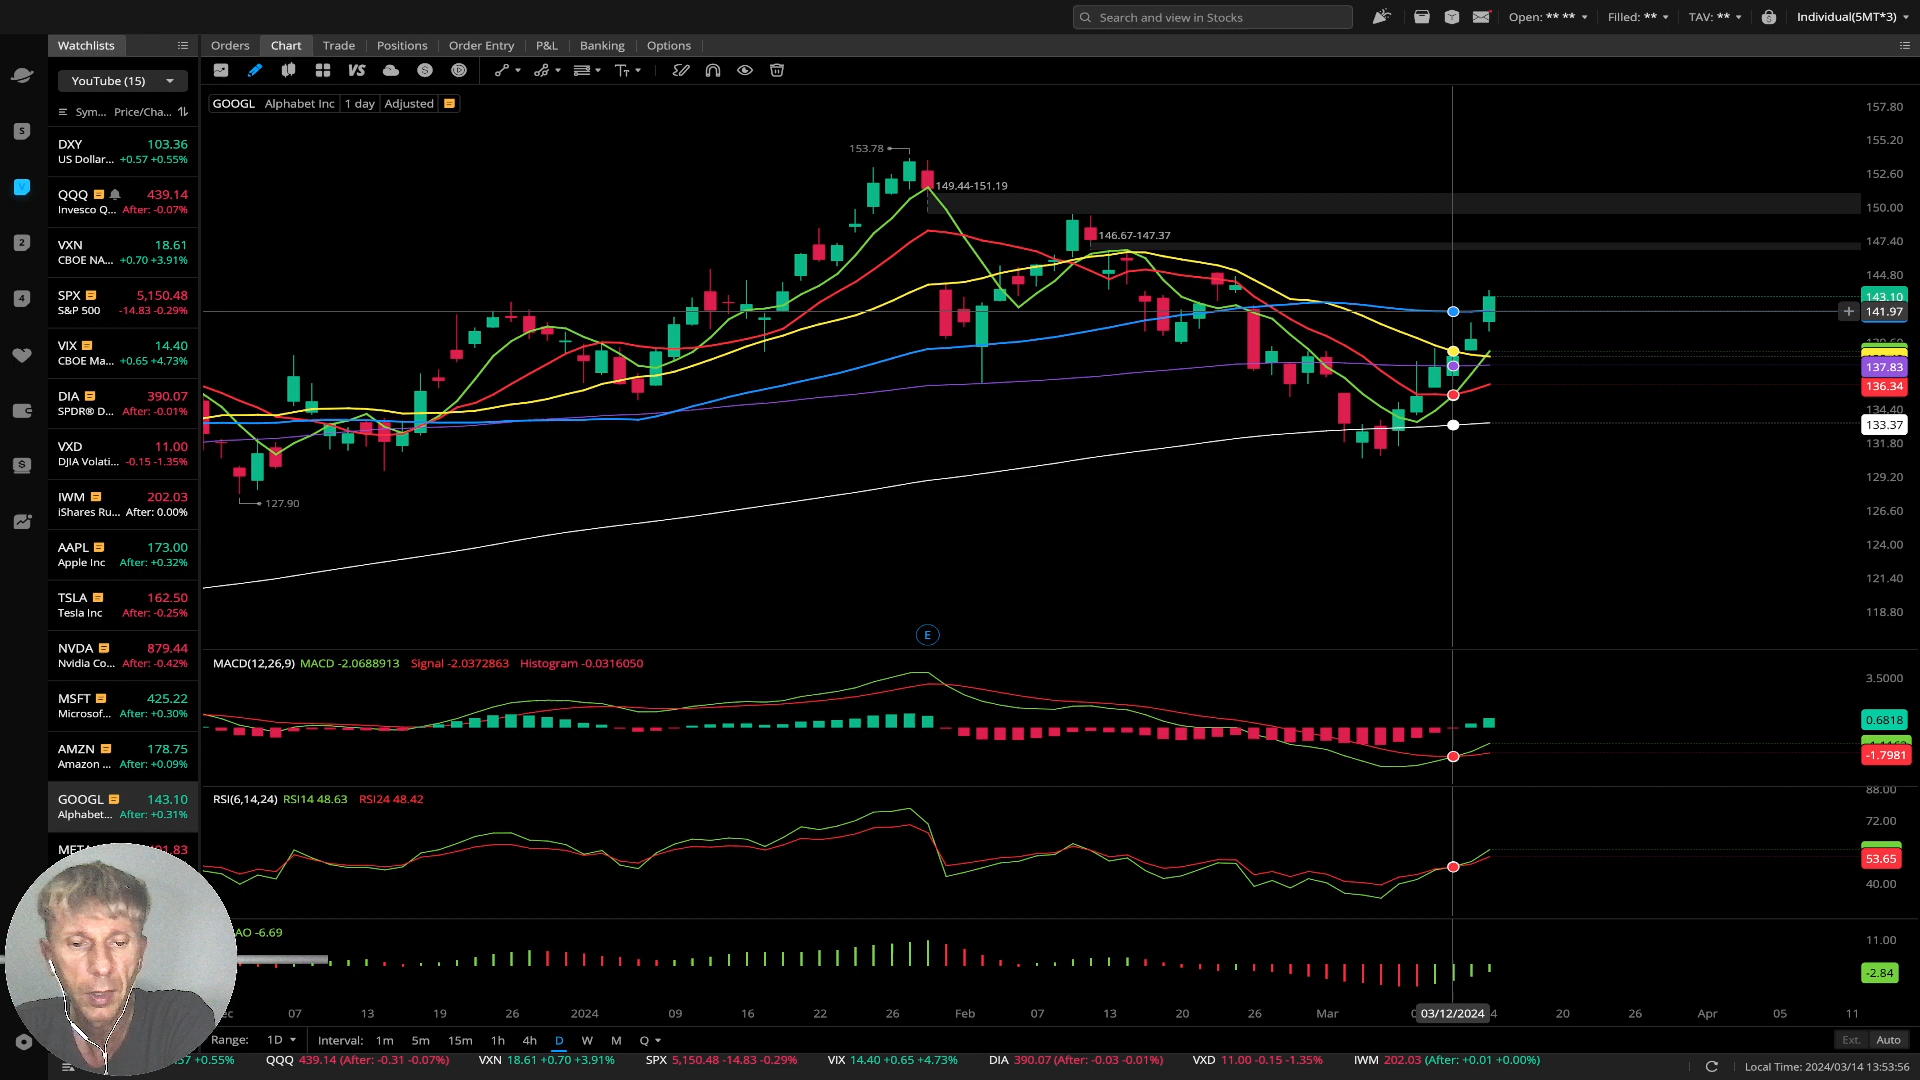 Search and view in Stocks
Open: ** **
Filled: **
TAV: **
Individual(5MT*3)
Watchlists
Orders Chart Trade Positions Order Entry P&L Banking Options
YouTube (15)
VS
Tт
Sym... Price/Cha...
GOOGL Alphabet Inc 1 day Adjusted
DXY 103.36
US Dollar... +0.57 +0.55%
QQQ 439.14
Invesco Q... After: -0.07%
VXN 18.61
CBOE NA... +0.70 +3.91%
SPX 5,150.48
S&P 500 -14.83 -0.29%
VIX 14.40
CBOE Ma... +0.65 +4.73%
DIA 390.07
SPDR® D... After: -0.01%
VXD 11.00
DJIA Volati... -0.15 -1.35%
IWM 202.03
iShares Ru... After: 0.00%
AAPL 173.00
Apple Inc After: +0.32%
TSLA 162.50
Tesla Inc After: -0.25%
NVDA 879.44
Nvidia Co... After: -0.42%
MSFT 425.22
Microsof... After: +0.30%
AMZN 178.75
Amazon ... After: +0.09%
GOOGL 143.10
Alphabet... After: +0.31%
153.78
149.44-151.19
146.67-147.37
127.90
E
157.80
155.20
152.60
150.00
147.40
144.80
143.10
141.97
137.83
136.34
134.40
133.37
131.80
129.20
126.60
124.00
121.40
118.80
MACD(12,26,9) MACD -2.0688913 Signal -2.0372863 Histogram -0.0316050
3.5000
0.6818
-1.7981
RSI(6,14,24) RSI14 48.63 RSI24 48.42
88.00
72.00
53.65
40.00
AO -6.69
11.00
-2.84
07 13 19 26 2024 09 16 22 26 Feb 07 13 20 26 Mar 03/12/2024 20 26 Apr 05 11
Range: 1D Interval: 1m 5m 15m 1h 4h D W M Q
Ext. Auto
+0.55% QQQ 439.14 (After: -0.31 -0.07%) VXN 18.61 +0.70 +3.91% SPX 5,150.48 -14.83 -0.29% VIX 14.40 +0.65 +4.73% DIA 390.07 (After: -0.03 -0.01%) VXD 11.00 -0.15 -1.35% IWM 202.03 (After: +0.01 +0.00%)
Local Time: 2024/03/14 13:53:56